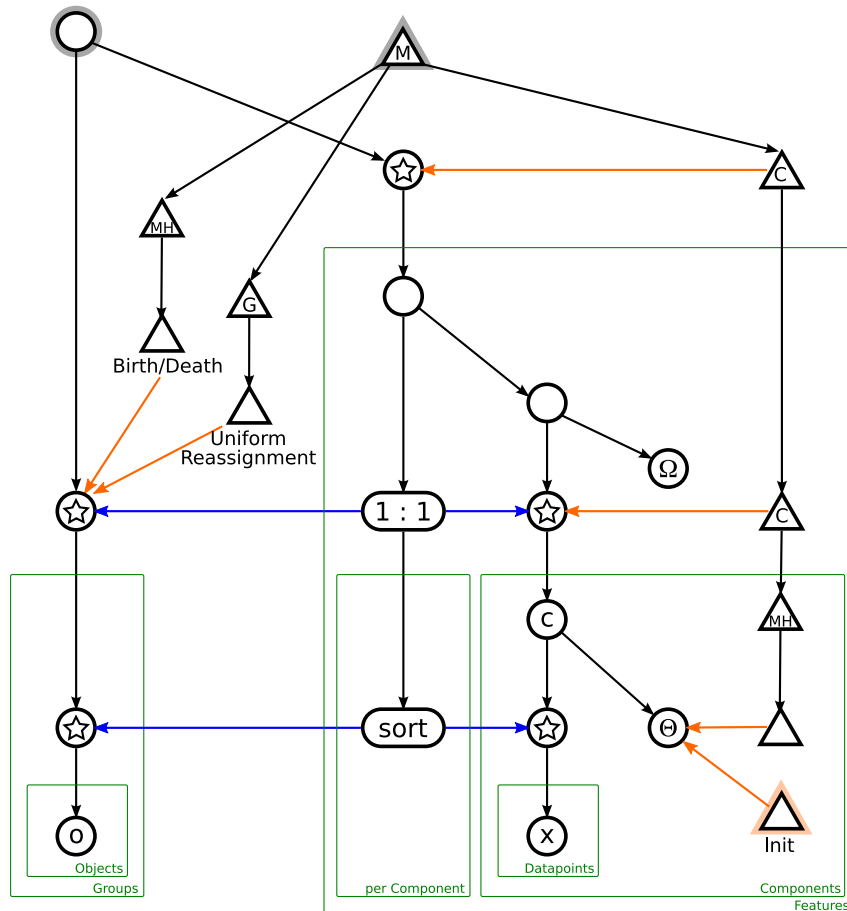 M
C
MH
G
Birth/Death
Uniform
Reassignment
Ω
1 : 1
C
C
MH
sort
Θ
o
x
Init
Objects
Datapoints
Groups
per Component
Components
Features